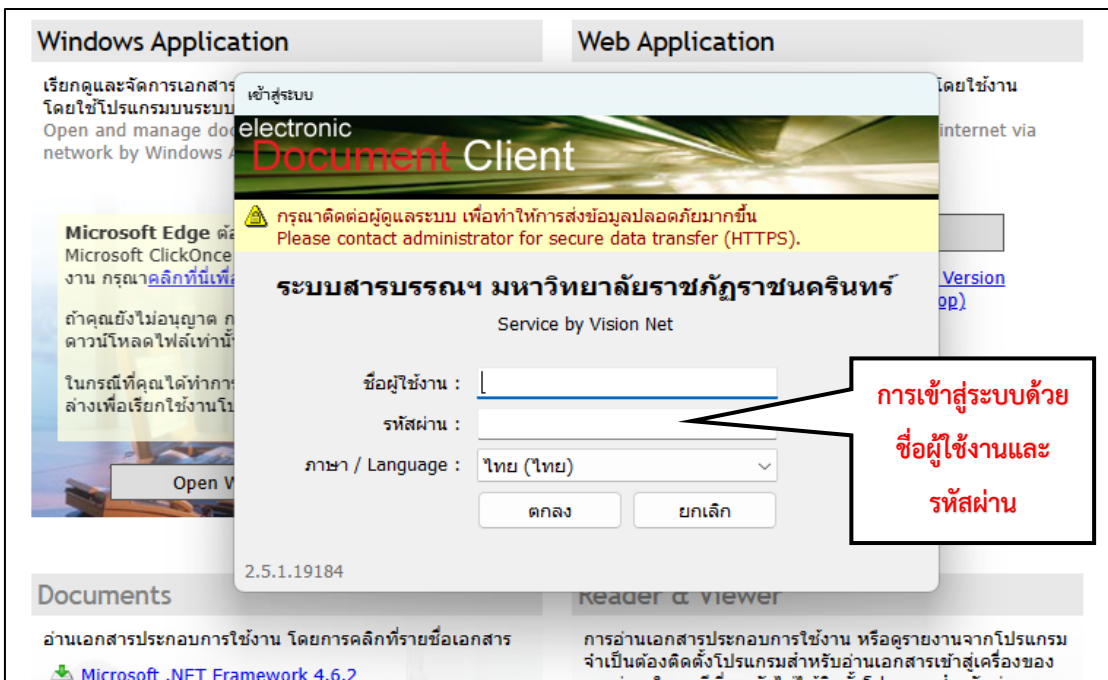 Windows Application
Web Application
เรียกดูและจัดการเอกสาร
โดยใช้โปรแกรมบนระบบ
Open and manage doc
network by Windows A
โดยใช้งาน
internet via
เข้าสู่ระบบ
electronic
Document Client
กรุณาติดต่อผู้ดูแลระบบ เพื่อทำให้การส่งข้อมูลปลอดภัยมากขึ้น
Please contact administrator for secure data transfer (HTTPS).
ระบบสารบรรณฯ มหาวิทยาลัยราชภัฏราชนครินทร์
Service by Vision Net
ชื่อผู้ใช้งาน :
รหัสผ่าน :
ภาษา / Language : ไทย (ไทย)
ตกลง ยกเลิก
2.5.1.19184
Microsoft Edge
Microsoft ClickOnce
งาน กรุณาคลิกที่นี่เพื่
ถ้าคุณยังไม่อนุญาต ก
ดาวน์โหลดไฟล์เท่านั้
ในกรณีที่คุณได้ทำการ
ล่างเพื่อเรียกใช้งานโป
Open W
Version
op)
การเข้าสู่ระบบด้วย
ชื่อผู้ใช้งานและ
รหัสผ่าน
Documents
Reader & Viewer
อ่านเอกสารประกอบการใช้งาน โดยการคลิกที่รายชื่อเอกสาร
Microsoft .NET Framework 4.6.2
การอ่านเอกสารประกอบการใช้งาน หรือดูรายงานจากโปรแกรม
จำเป็นต้องติดตั้งโปรแกรมสำหรับอ่านเอกสารเข้าสู่เครื่องของ